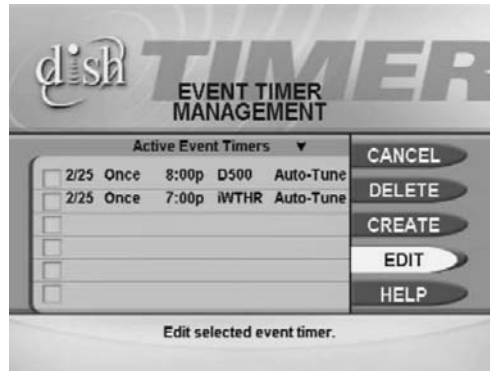 dish TIMER
EVENT TIMER
MANAGEMENT
Active Event Timers ▼
2/25 Once 8:00p D500 Auto-Tune
2/25 Once 7:00p iWTHR Auto-Tune
CANCEL
DELETE
CREATE
EDIT
HELP
Edit selected event timer.